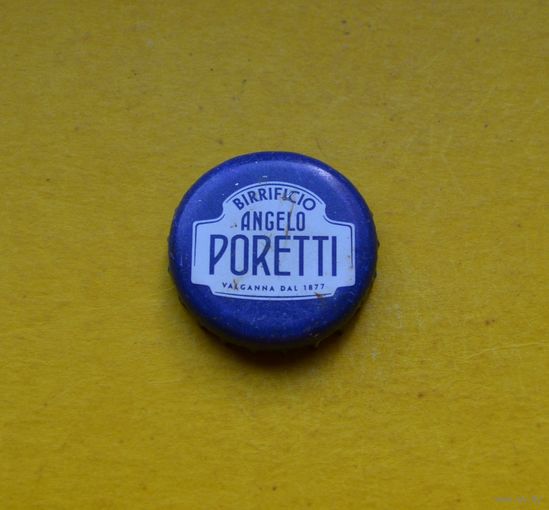 BIRRIFICIO
ANGELO
PORETTI
VALGANNA DAL 1877